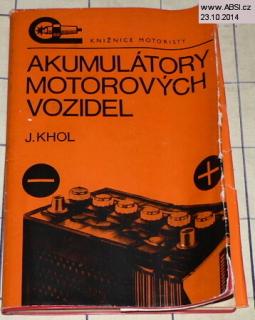 www.ABSI.cz
23.10.2014
KNIŽNICE MOTORISTY
AKUMULÁTORY
MOTOROVÝCH
VOZIDEL
J. KHOL